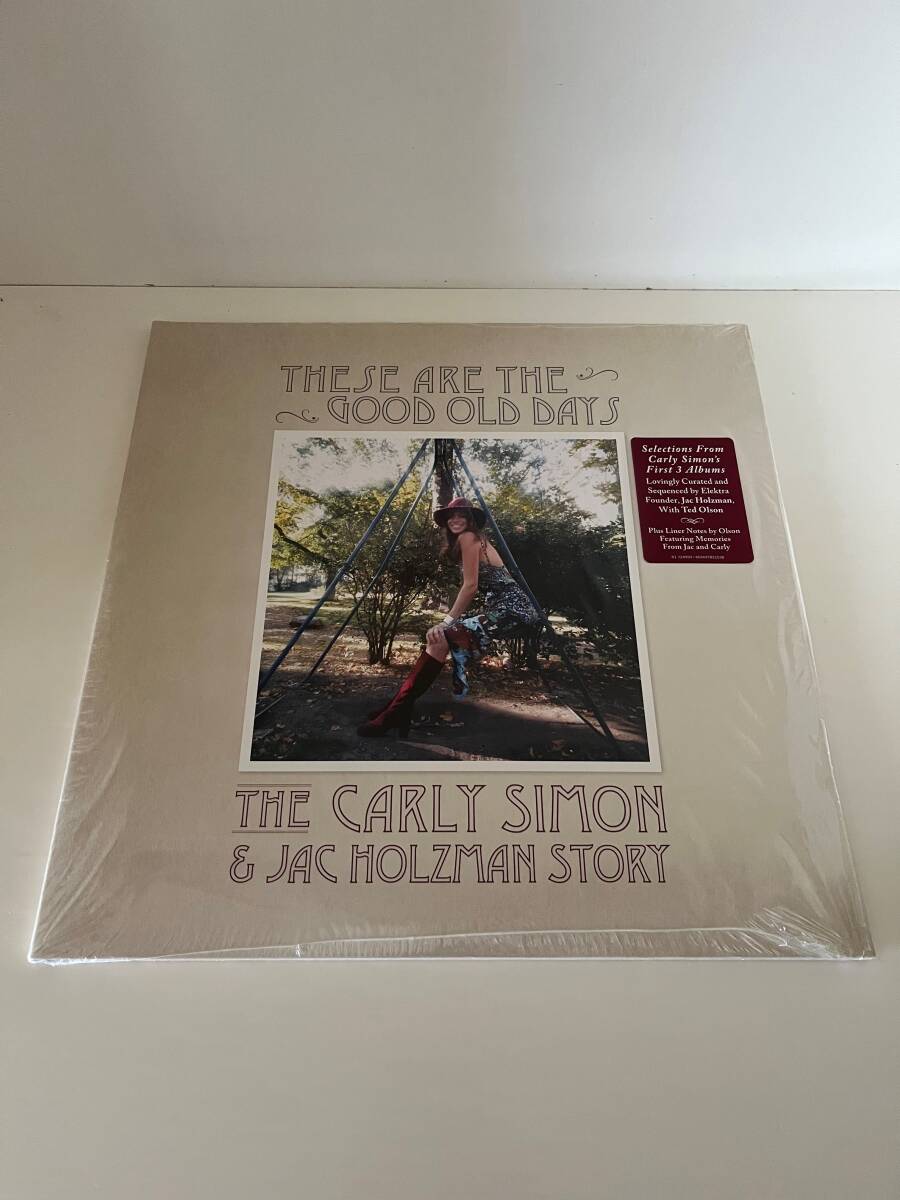 THESE ARE THE
GOOD OLD DAYS
Selections From
Carly Simon's
First 3 Albums
Lovingly Curated and
Sequenced by Elektra
Founder, Jac Holzman,
With Ted Olson
Plus Liner Notes by Olson
Featuring Memories
From Jac and Carly
THE CARLY SIMON
& JAC HOLZMAN STORY